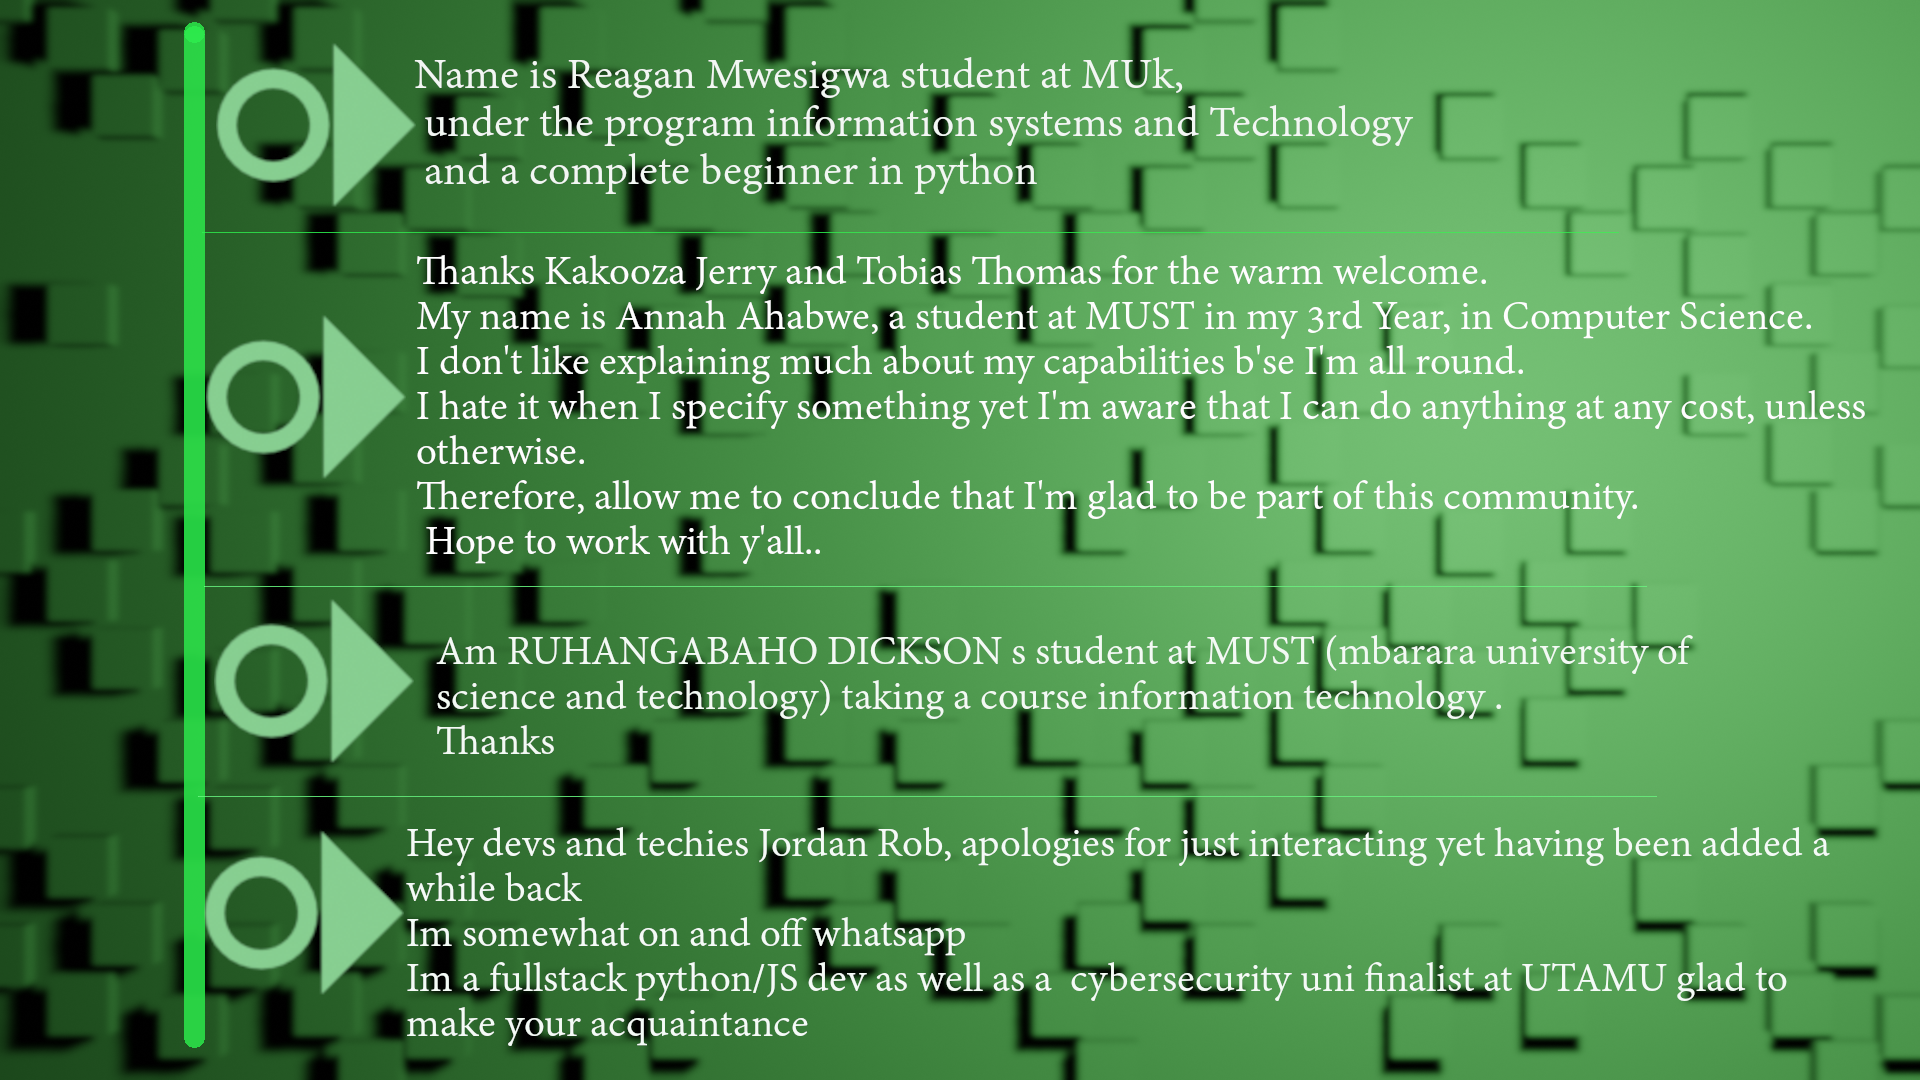 Name is Reagan Mwesigwa student at MUk,
under the program information systems and Technology
and a complete beginner in python
Thanks Kakooza Jerry and Tobias Thomas for the warm welcome.
My name is Annah Ahabwe, a student at MUST in my 3rd Year, in Computer Science.
I don't like explaining much about my capabilities b'se I'm all round.
I hate it when I specify something yet I'm aware that I can do anything at any cost, unless
otherwise.
Therefore, allow me to conclude that I'm glad to be part of this community.
Hope to work with y'all..
Am RUHANGABAHO DICKSON s student at MUST (mbarara university of
science and technology) taking a course information technology .
Thanks
Hey devs and techies Jordan Rob, apologies for just interacting yet having been added a
while back
Im somewhat on and off whatsapp
Im a fullstack python/JS dev as well as a  cybersecurity uni finalist at UTAMU glad to
make your acquaintance